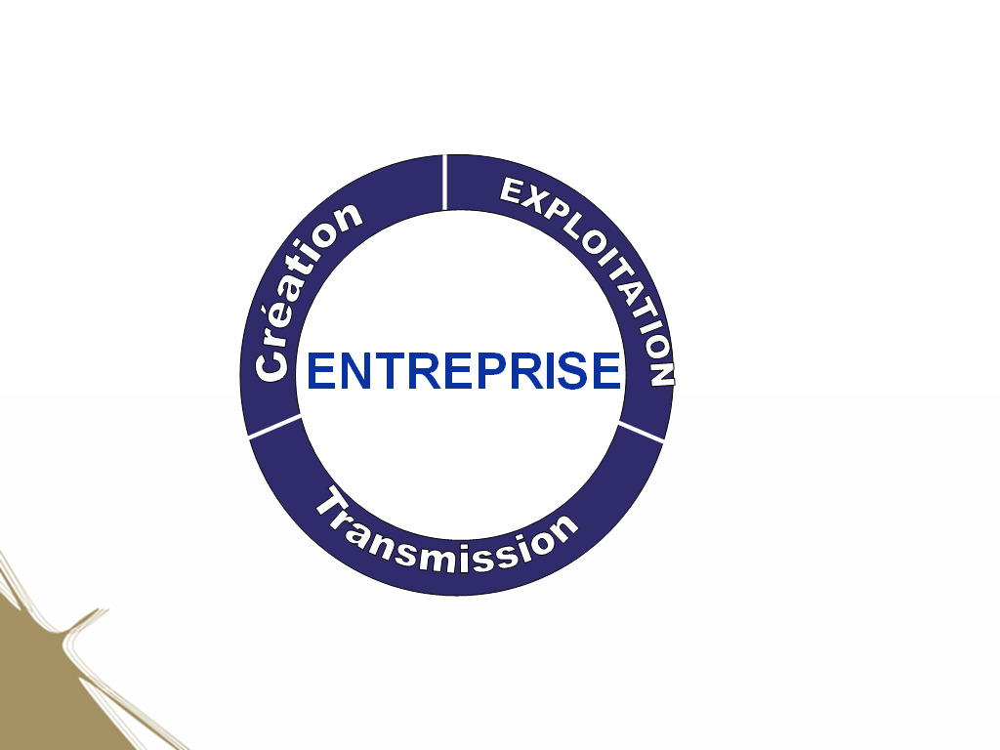 Création
EXPLOITATION
ENTREPRISE
Transmission